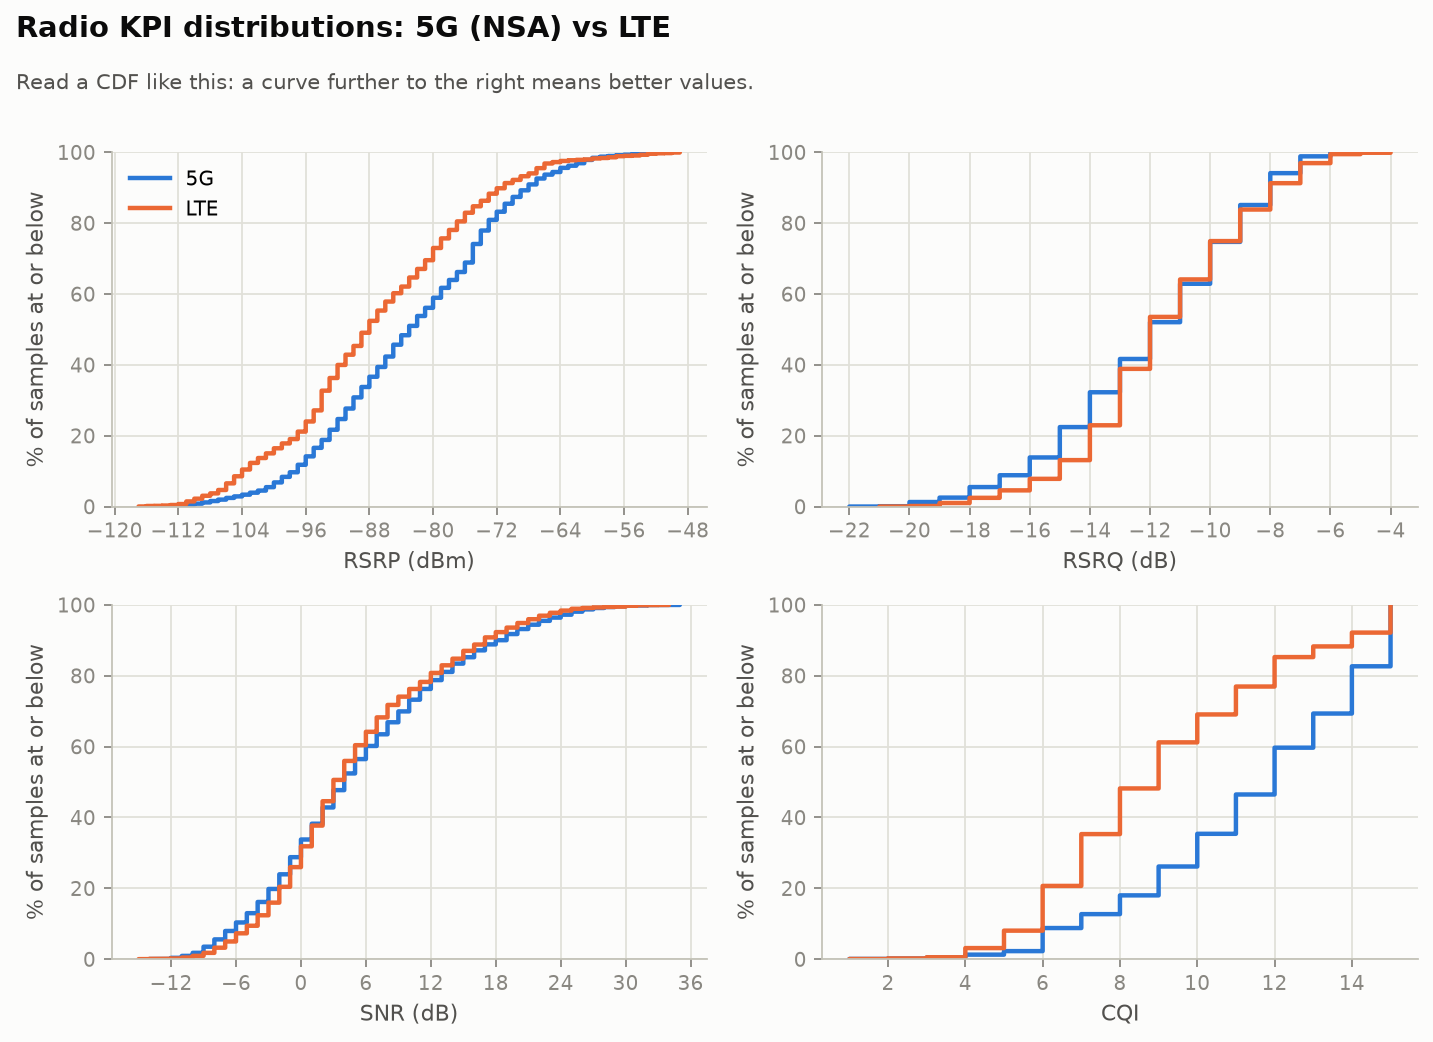 Radio KPI distributions: 5G (NSA) vs LTE
Read a CDF like this: a curve further to the right means better values.
% of samples at or below
100
80
60
40
20
0
5G
LTE
−120 −112 −104 −96 −88 −80 −72 −64 −56 −48
RSRP (dBm)
% of samples at or below
100
80
60
40
20
0
−22 −20 −18 −16 −14 −12 −10 −8 −6 −4
RSRQ (dB)
% of samples at or below
100
80
60
40
20
0
−12 −6 0 6 12 18 24 30 36
SNR (dB)
% of samples at or below
100
80
60
40
20
0
2 4 6 8 10 12 14
CQI